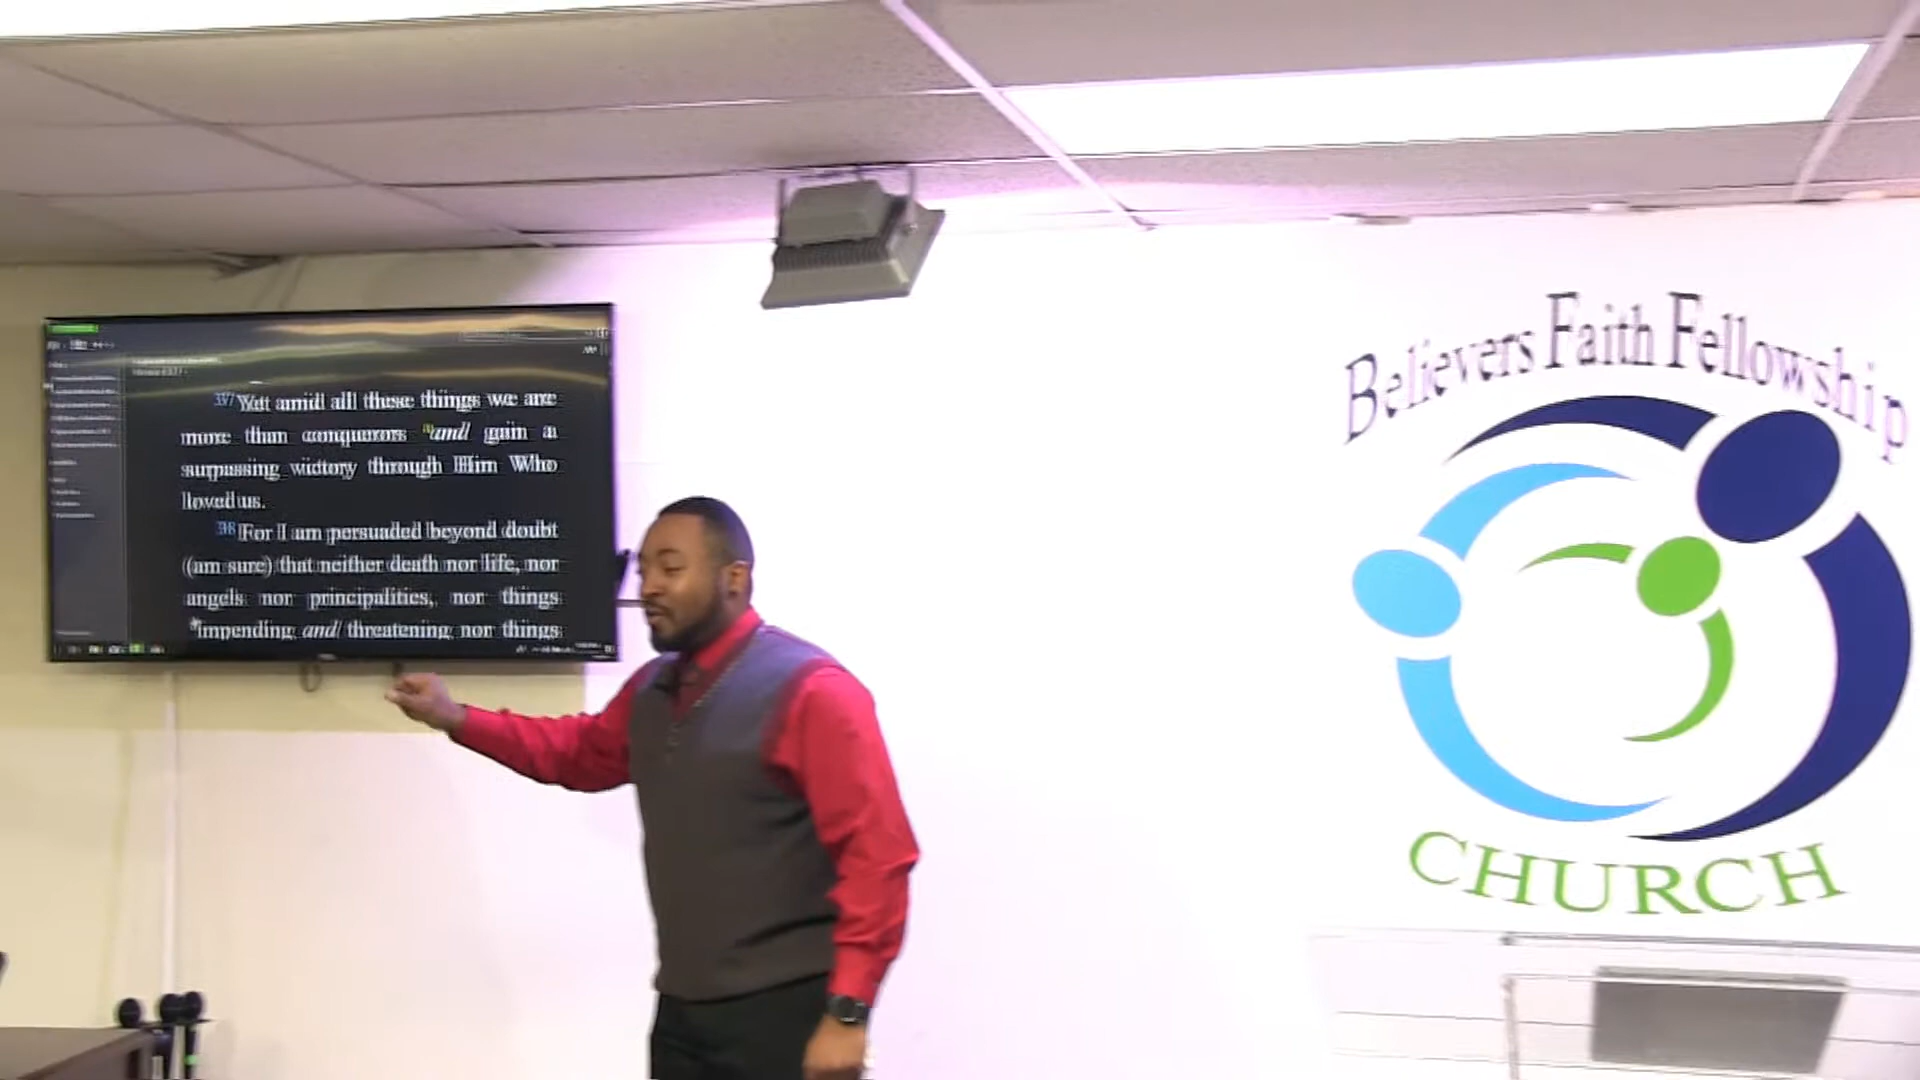 37 Yet amid all these things we are
more than conquerors and gain a
surpassing victory through Him Who
loved us.
38 For I am persuaded beyond doubt
(am sure) that neither death nor life, nor
angels nor principalities, nor things
impending and threatening nor things
Believers Faith Fellowship
CHURCH